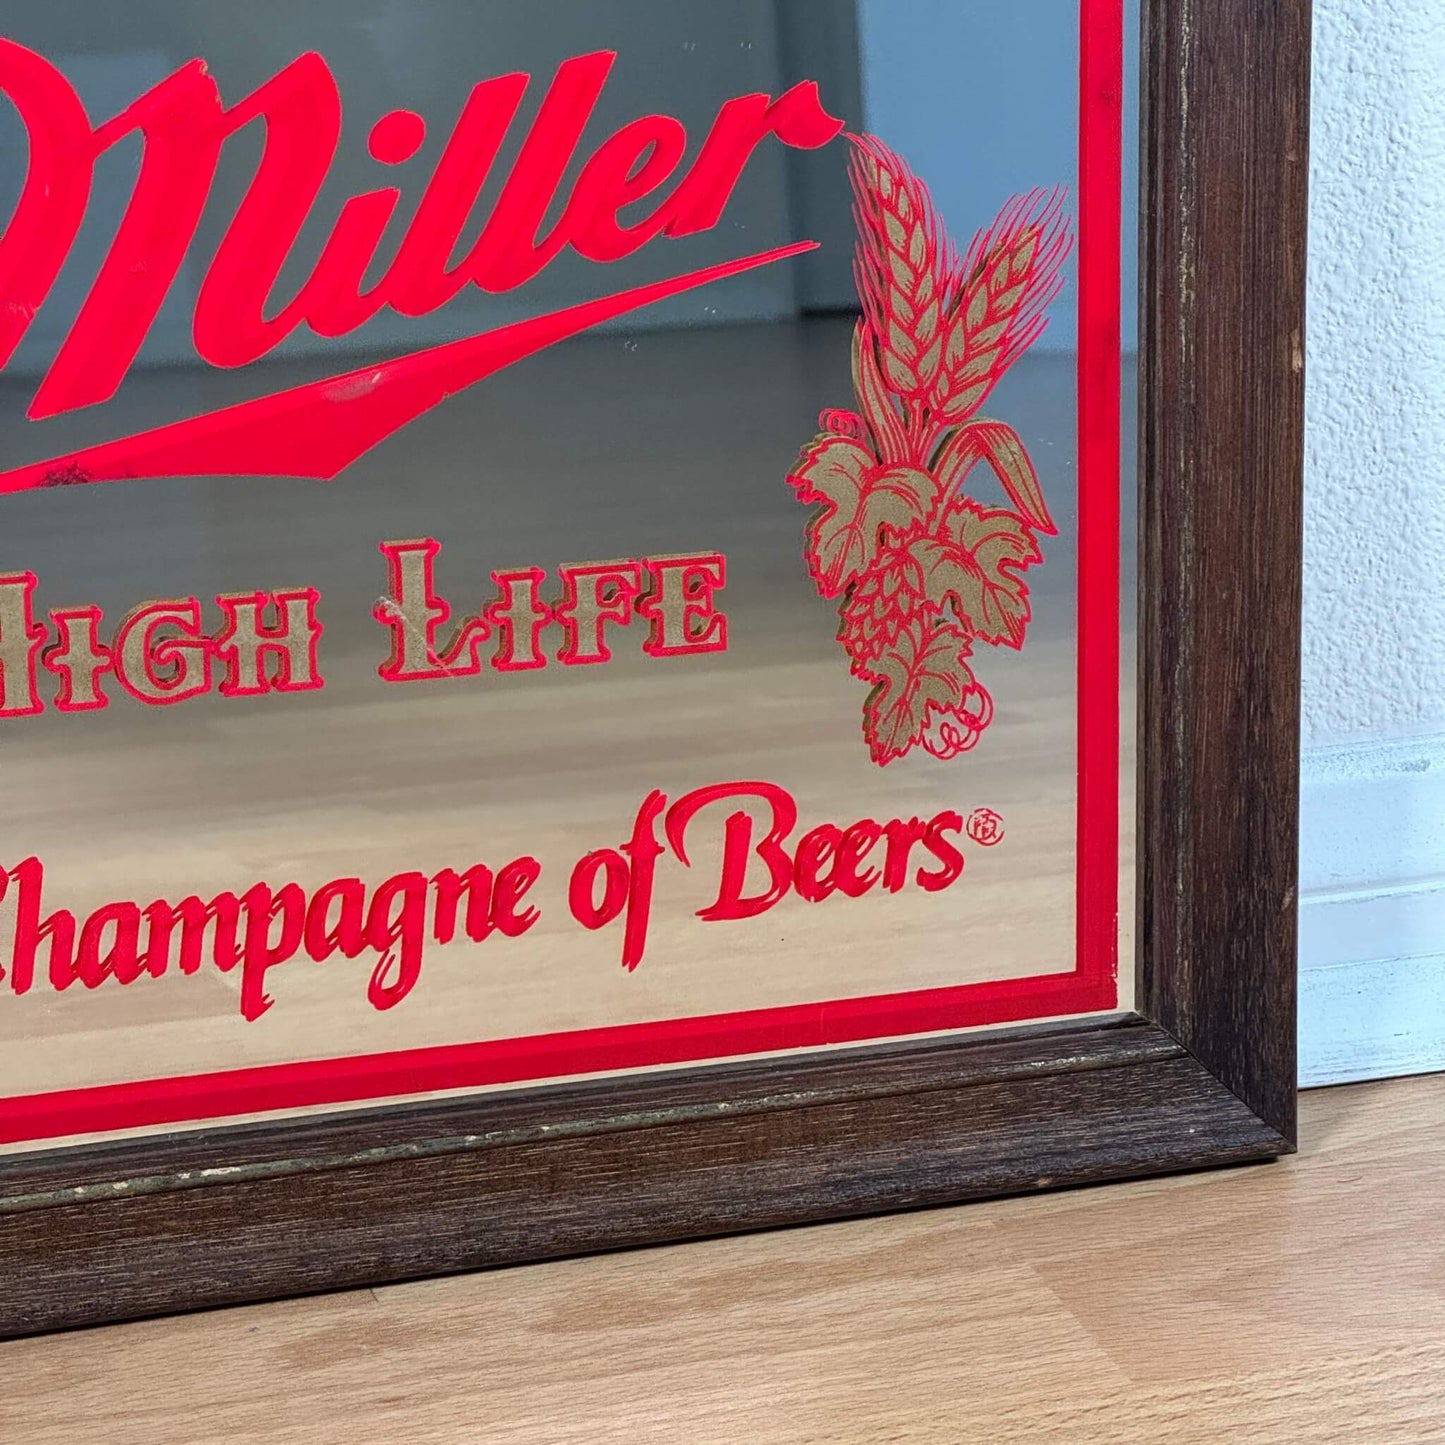 Miller
HIGH LIFE
Champagne of Beers®